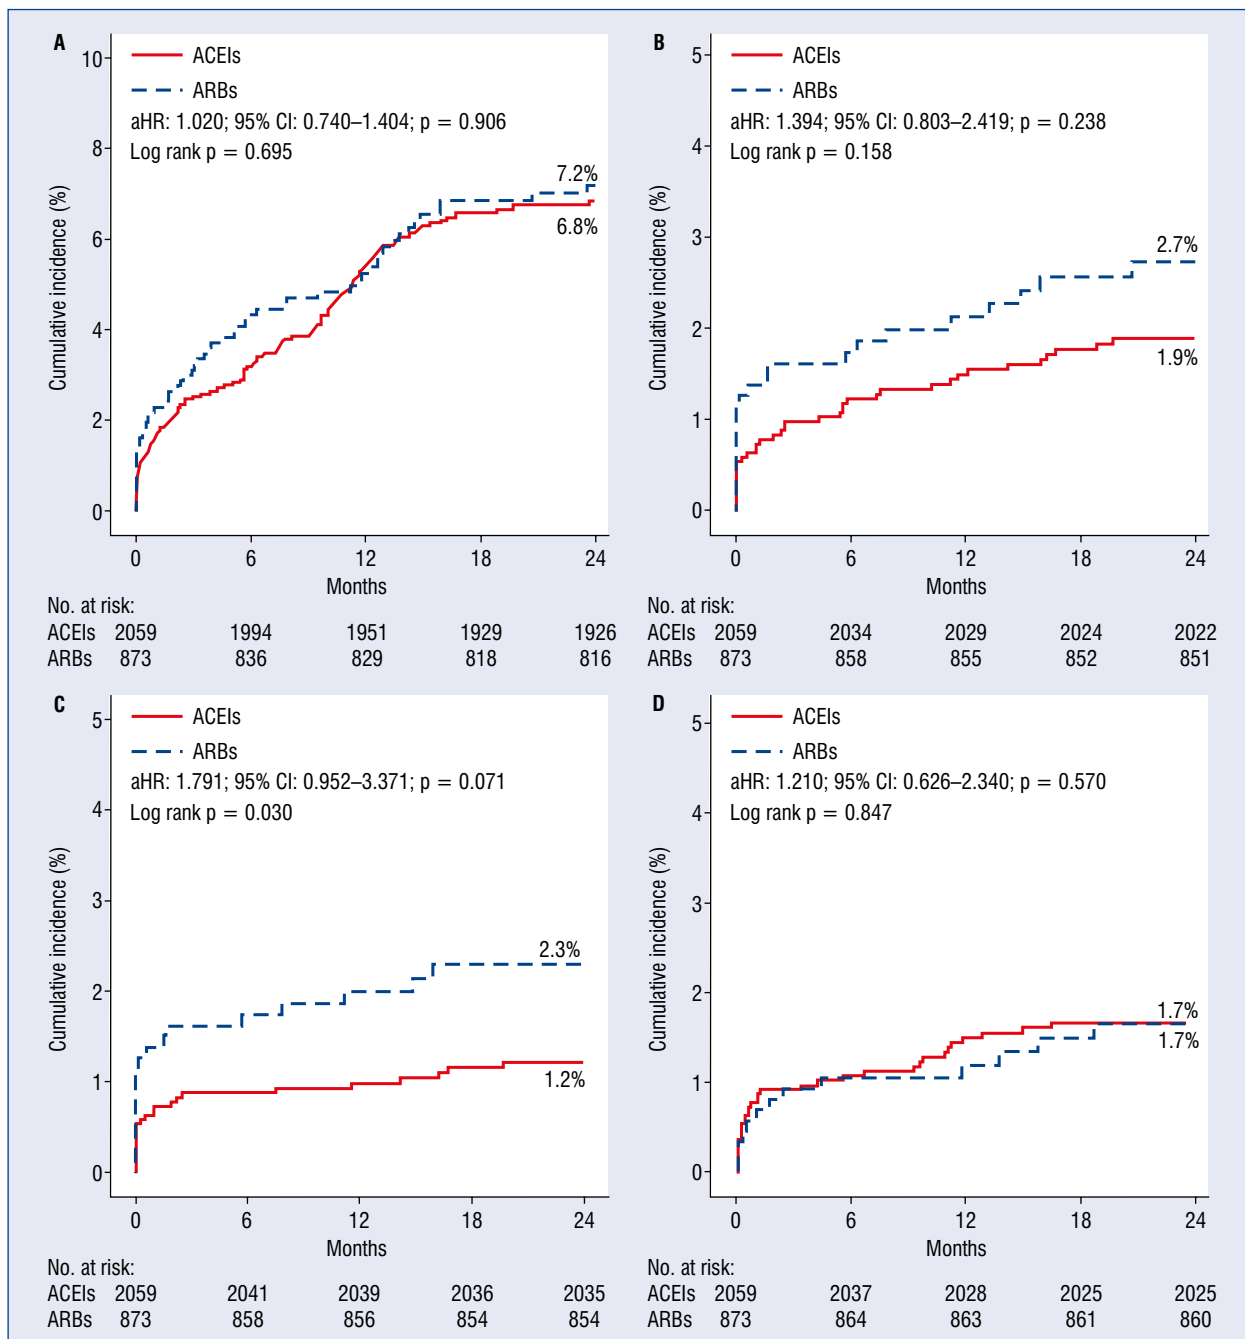 A
ACEIs
ARBs
aHR: 1.020; 95% CI: 0.740–1.404; p = 0.906
Log rank p = 0.695
Cumulative incidence (%)
10
8
6
4
2
0
7.2%
6.8%
0 6 12 18 24
Months
No. at risk:
ACEIs 2059 1994 1951 1929 1926
ARBs 873 836 829 818 816
B
ACEIs
ARBs
aHR: 1.394; 95% CI: 0.803–2.419; p = 0.238
Log rank p = 0.158
Cumulative incidence (%)
5
4
3
2
1
0
2.7%
1.9%
0 6 12 18 24
Months
No. at risk:
ACEIs 2059 2034 2029 2024 2022
ARBs 873 858 855 852 851
C
ACEIs
ARBs
aHR: 1.791; 95% CI: 0.952–3.371; p = 0.071
Log rank p = 0.030
Cumulative incidence (%)
5
4
3
2
1
0
2.3%
1.2%
0 6 12 18 24
Months
No. at risk:
ACEIs 2059 2041 2039 2036 2035
ARBs 873 858 856 854 854
D
ACEIs
ARBs
aHR: 1.210; 95% CI: 0.626–2.340; p = 0.570
Log rank p = 0.847
Cumulative incidence (%)
5
4
3
2
1
0
1.7%
1.7%
0 6 12 18 24
Months
No. at risk:
ACEIs 2059 2037 2028 2025 2025
ARBs 873 864 863 861 860